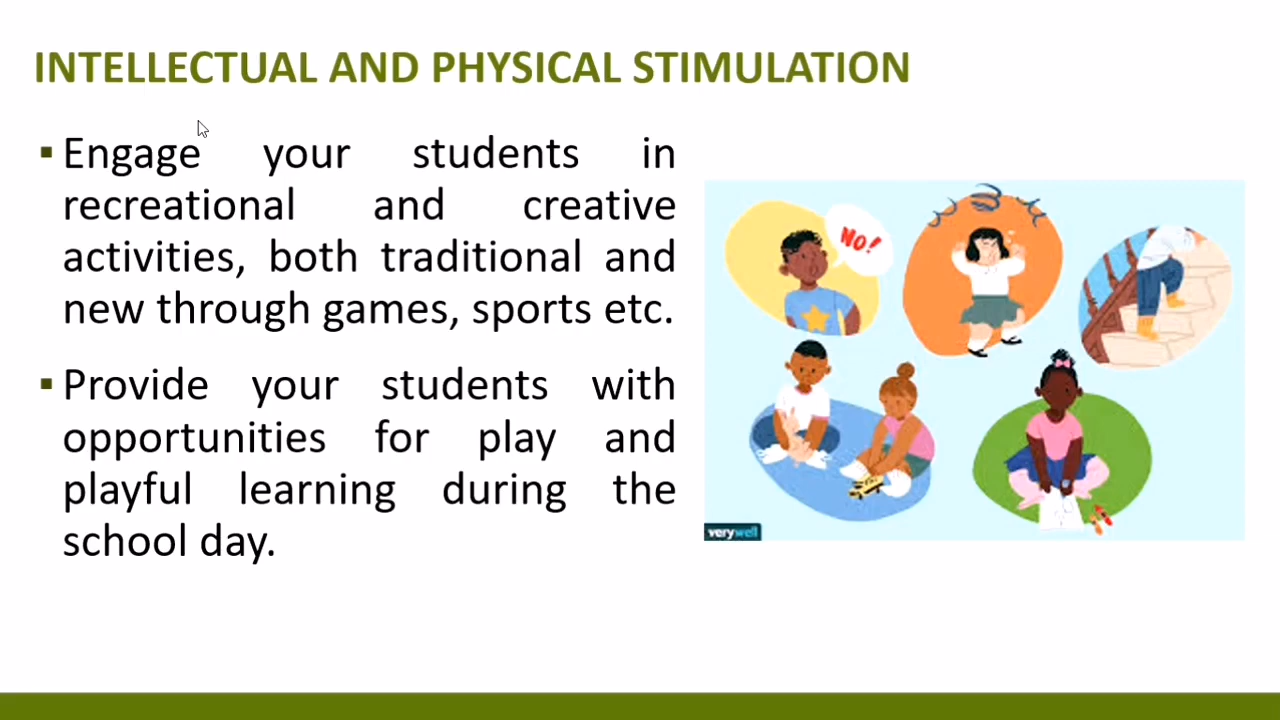 INTELLECTUAL AND PHYSICAL STIMULATION
▪ Engage your students in
recreational and creative
activities, both traditional and
new through games, sports etc.
▪ Provide your students with
opportunities for play and
playful learning during the
school day.
NO!
verywell